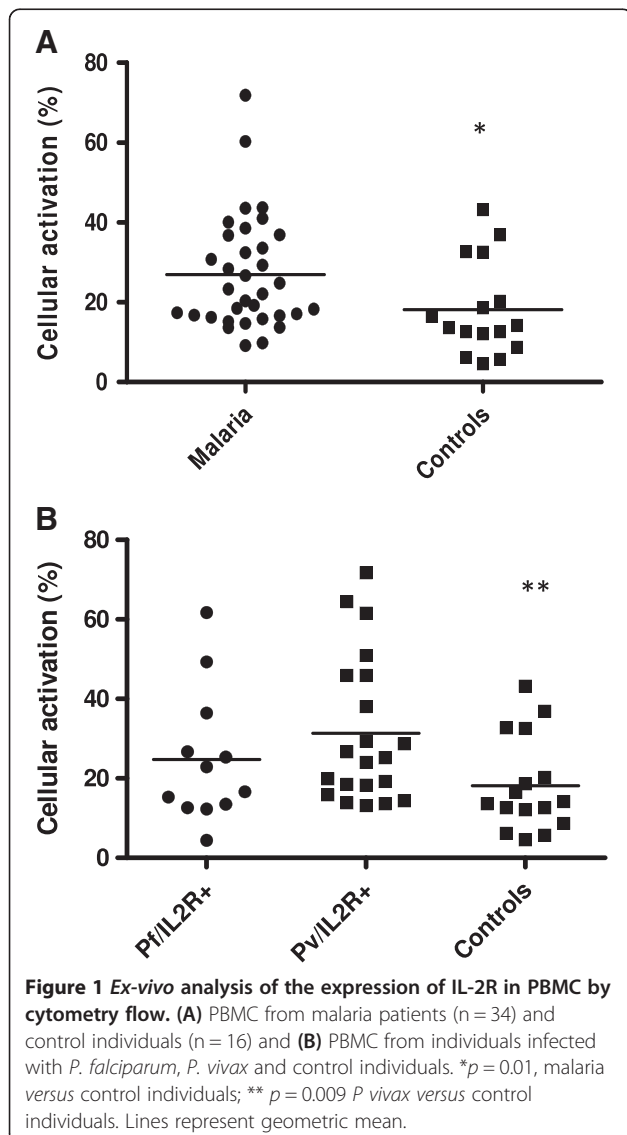 A
80
60
40
20
0
Cellular activation (%)
*
Malaria
Controls
B
80
60
40
20
0
Cellular activation (%)
**
Pf/IL2R+
Pv/IL2R+
Controls
Figure 1 Ex-vivo analysis of the expression of IL-2R in PBMC by
cytometry flow. (A) PBMC from malaria patients (n = 34) and
control individuals (n = 16) and (B) PBMC from individuals infected
with P. falciparum, P. vivax and control individuals. *p = 0.01, malaria
versus control individuals; ** p = 0.009 P vivax versus control
individuals. Lines represent geometric mean.